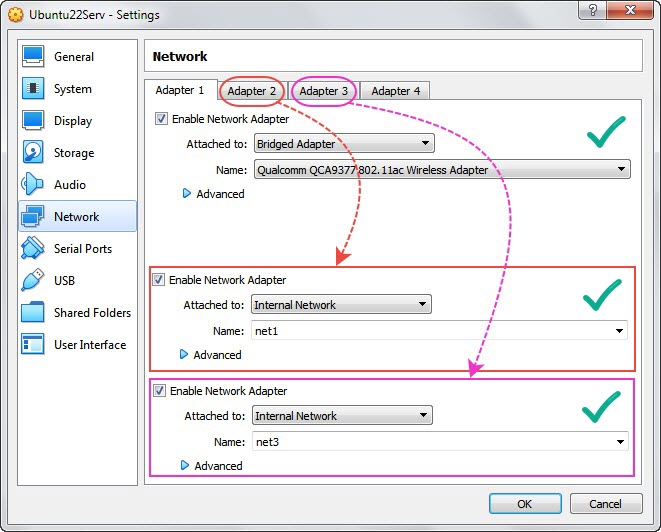 Ubuntu22Serv - Settings
General
System
Display
Storage
Audio
Network
Serial Ports
USB
Shared Folders
User Interface
Network
Adapter 1 Adapter 2 Adapter 3 Adapter 4
Enable Network Adapter
Attached to: Bridged Adapter
Name: Qualcomm QCA9377 802.11ac Wireless Adapter
Advanced
Enable Network Adapter
Attached to: Internal Network
Name: net1
Advanced
Enable Network Adapter
Attached to: Internal Network
Name: net3
Advanced
OK Cancel